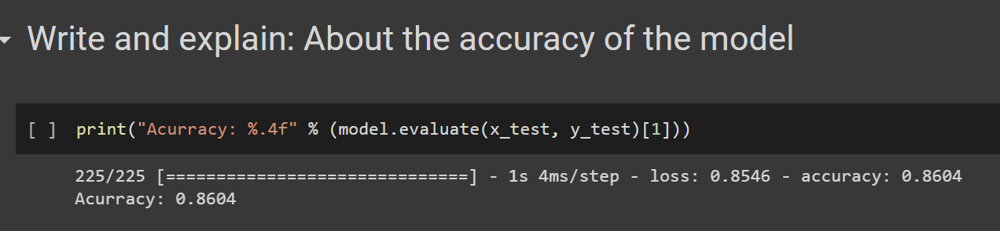 Write and explain: About the accuracy of the model
[ ] print("Acurracy: %.4f" % (model.evaluate(x_test, y_test)[1]))
225/225 [==============================] - 1s 4ms/step - loss: 0.8546 - accuracy: 0.8604
Acurracy: 0.8604